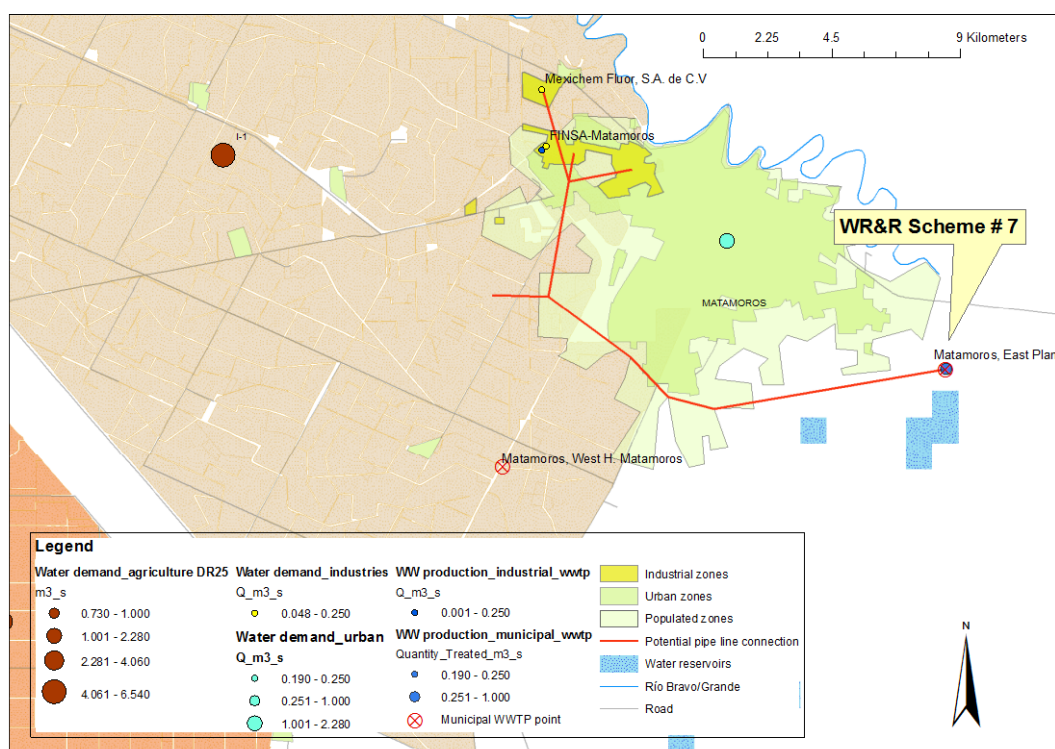 0 2.25 4.5 9 Kilometers
Mexichem Fluor, S.A. de C.V
I-1
FINSA-Matamoros
WR&R Scheme # 7
MATAMOROS
Matamoros, East Plan
Matamoros, West H. Matamoros
Legend
Water demand_agriculture DR25
m3_s
0.730 - 1.000
1.001 - 2.280
2.281 - 4.060
4.061 - 6.540
Water demand_industries
Q_m3_s
0.048 - 0.250
Water demand_urban
Q_m3_s
0.190 - 0.250
0.251 - 1.000
1.001 - 2.280
WW production_industrial_wwtp
Q_m3_s
0.001 - 0.250
WW production_municipal_wwtp
Quantity_Treated_m3_s
0.190 - 0.250
0.251 - 1.000
Municipal WWTP point
Industrial zones
Urban zones
Populated zones
Potential pipe line connection
Water reservoirs
Río Bravo/Grande
Road
N